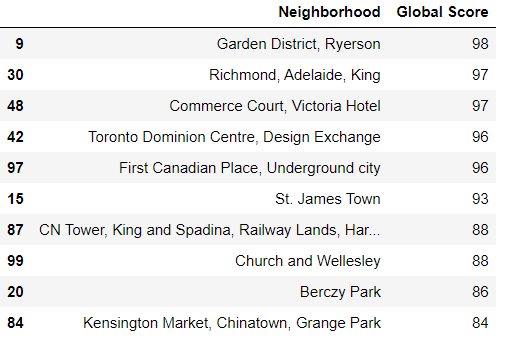 Neighborhood Global Score
9 Garden District, Ryerson 98
30 Richmond, Adelaide, King 97
48 Commerce Court, Victoria Hotel 97
42 Toronto Dominion Centre, Design Exchange 96
97 First Canadian Place, Underground city 96
15 St. James Town 93
87 CN Tower, King and Spadina, Railway Lands, Har... 88
99 Church and Wellesley 88
20 Berczy Park 86
84 Kensington Market, Chinatown, Grange Park 84